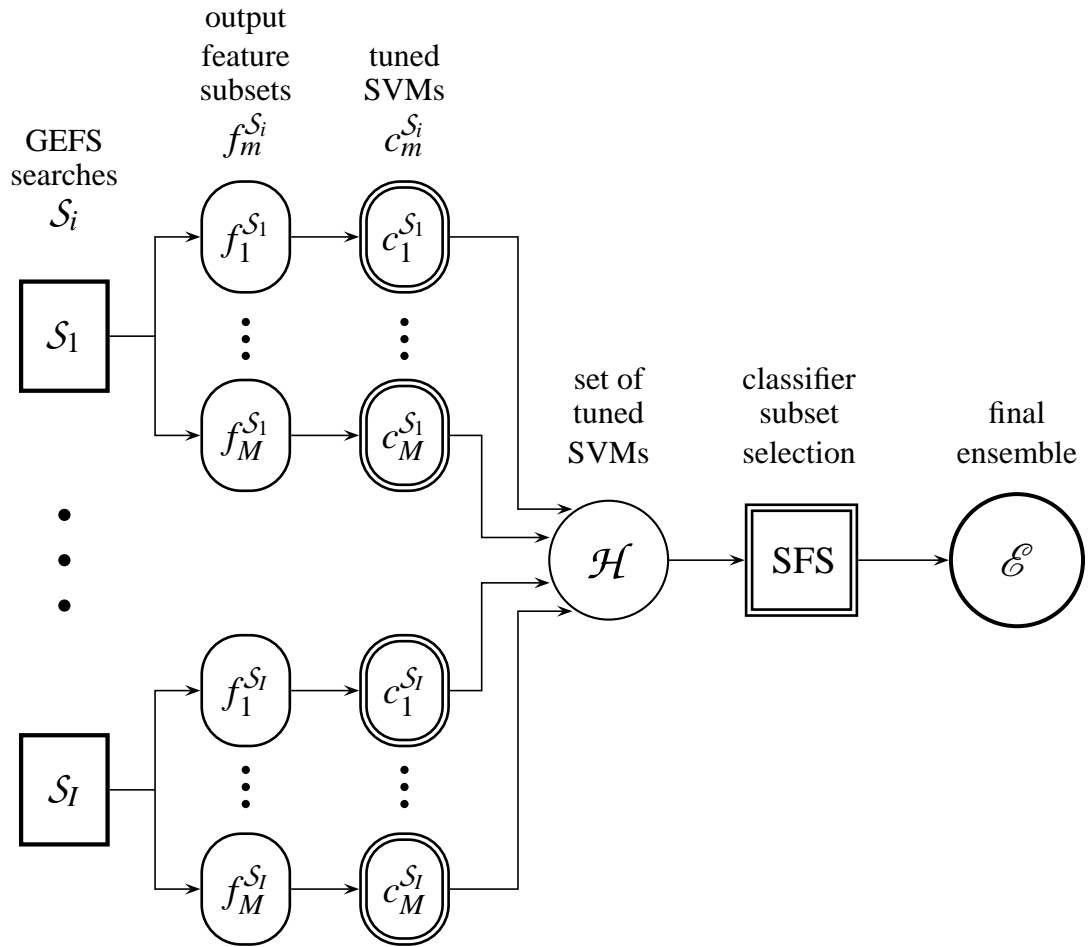 output
feature
subsets
f_m^{S_i}
tuned
SVMs
c_m^{S_i}
GEFS
searches
S_i
S_1
f_1^{S_1}
c_1^{S_1}
f_M^{S_1}
c_M^{S_1}
set of
tuned
SVMs
classifier
subset
selection
final
ensemble
H
SFS
ℰ
S_I
f_1^{S_I}
c_1^{S_I}
f_M^{S_I}
c_M^{S_I}